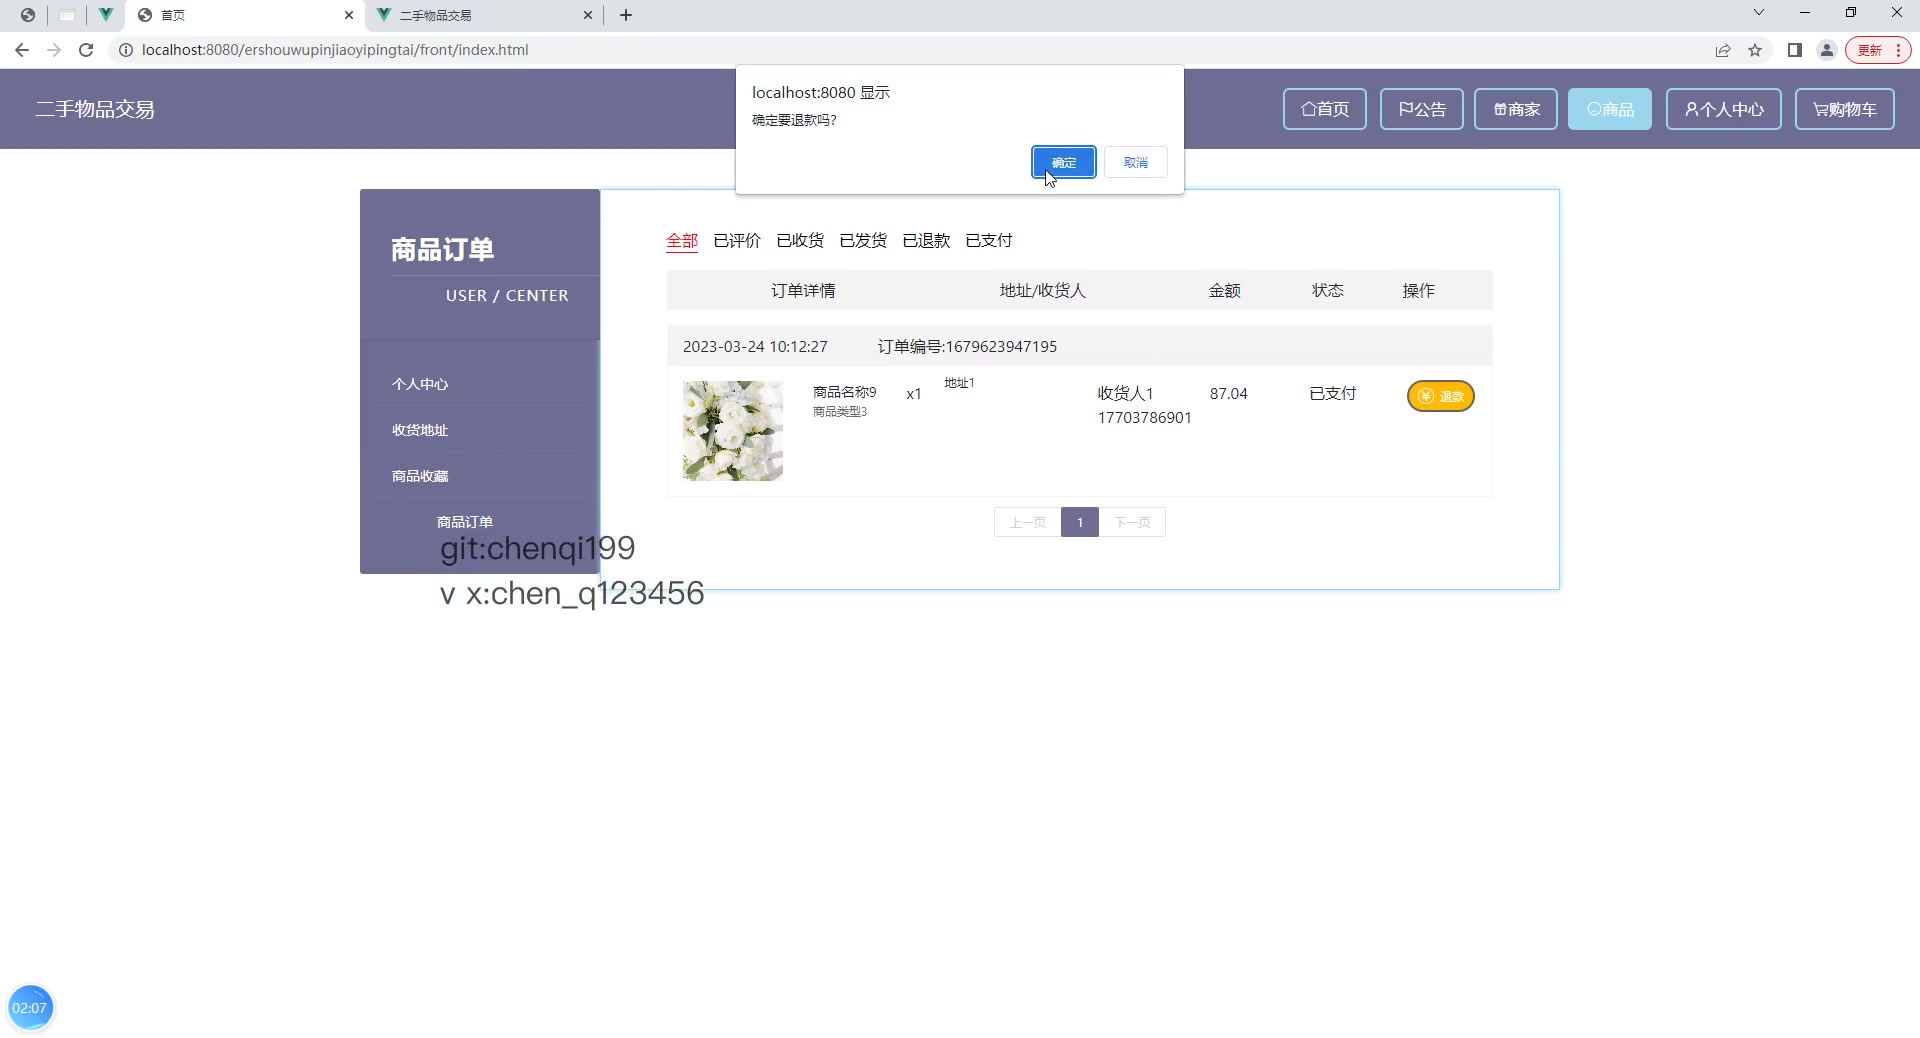 首页
二手物品交易
localhost:8080/ershouwupinjiaoyipingtai/front/index.html
更新
二手物品交易
首页
公告
商家
商品
个人中心
购物车
localhost:8080 显示
确定要退款吗?
确定
取消
商品订单
USER / CENTER
个人中心
收货地址
商品收藏
商品订单
全部 已评价 已收货 已发货 已退款 已支付
订单详情 地址/收货人 金额 状态 操作
2023-03-24 10:12:27 订单编号:1679623947195
商品名称9 x1 地址1 收货人1 87.04 已支付 退款
商品类型3 17703786901
上一页 1 下一页
git:chenqi199
v x:chen_q123456
02:07